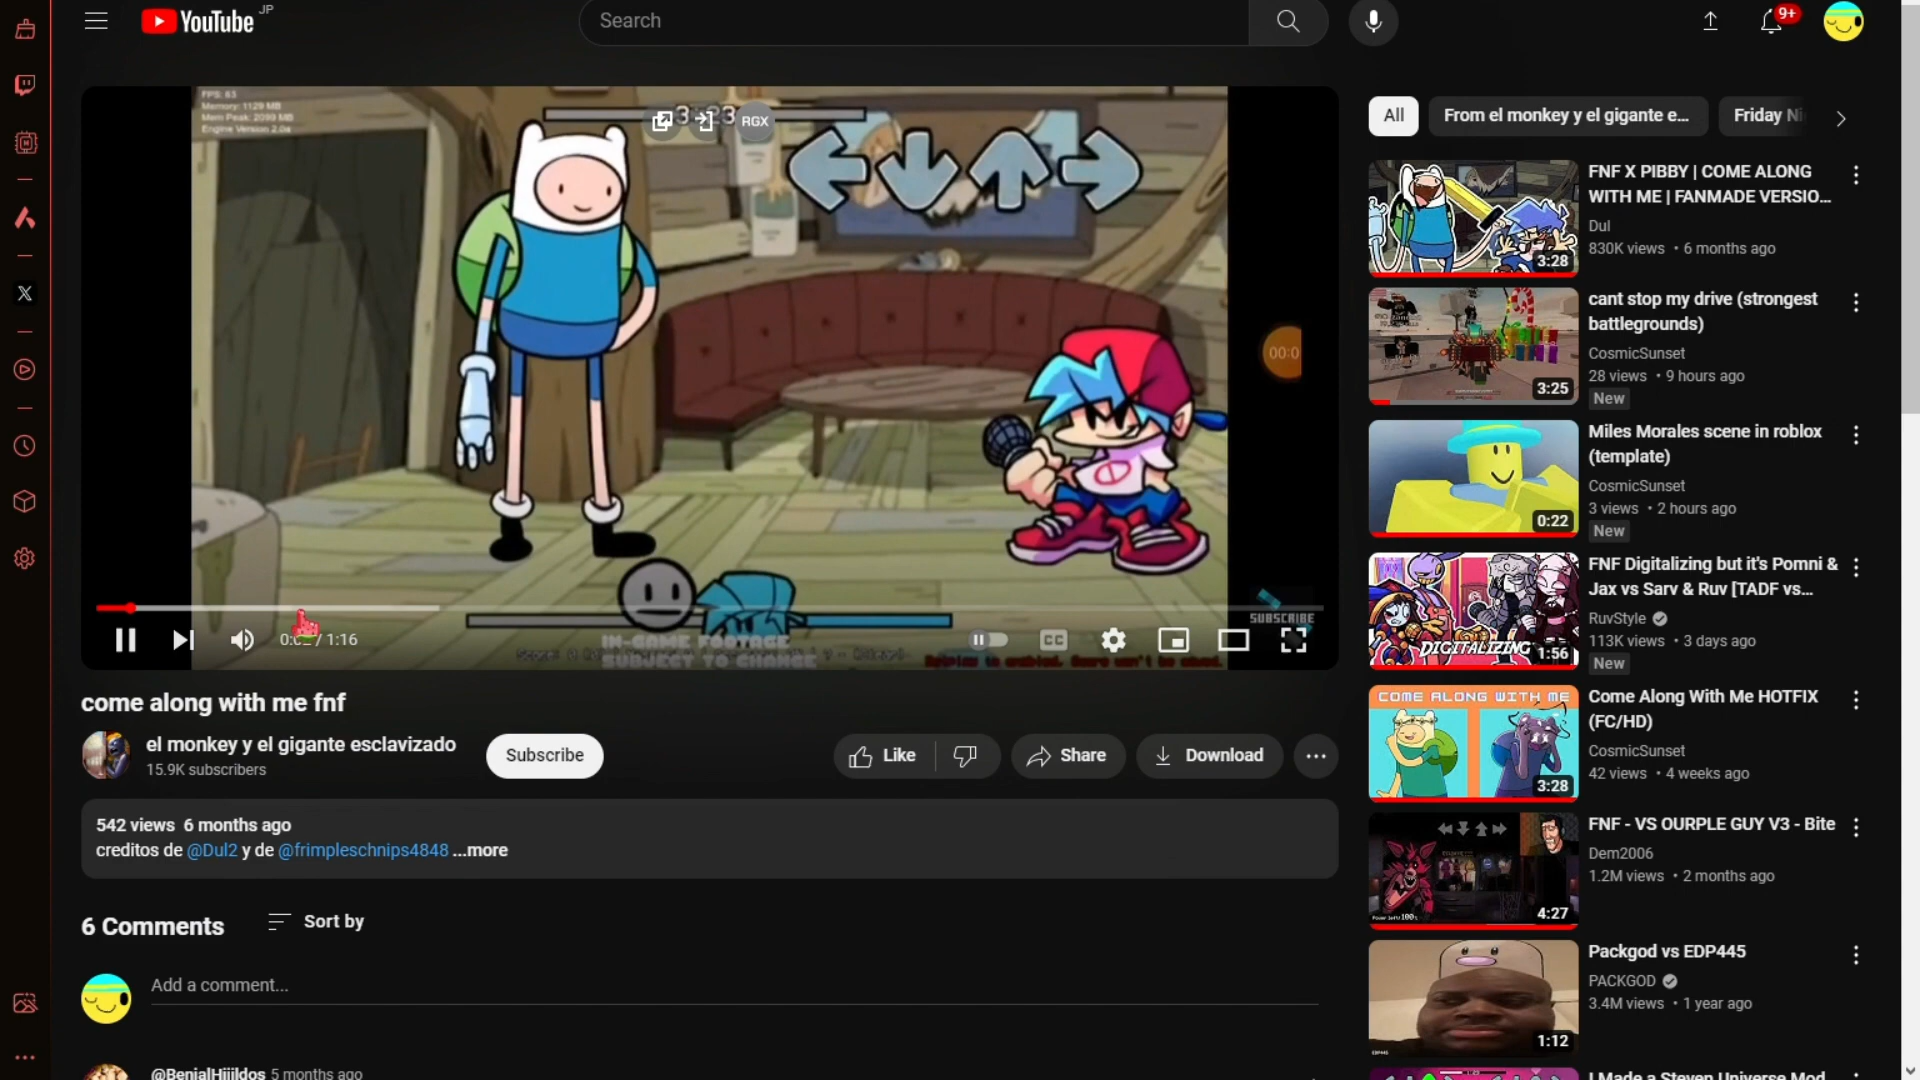 YouTube JP
Search
9+
FPS: 63
Memory: 1129 MB
Mem Peak: 2099 MB
Engine Version 2.0a
3:23
RGX
00:0
SUBSCRIBE
/ 1:16
IN-GAME FOOTAGE
SUBJECT TO CHANGE
CC
come along with me fnf
el monkey y el gigante esclavizado
15.9K subscribers
Subscribe
Like
Share
Download
542 views 6 months ago
creditos de @Dul2 y de @frimpleschnips4848 ...more
6 Comments
Sort by
Add a comment...
@BenjalHijildos 5 months ago
All
From el monkey y el gigante e...
Friday Ni
FNF X PIBBY | COME ALONG
WITH ME | FANMADE VERSIO...
Dul
830K views • 6 months ago
3:28
cant stop my drive (strongest
battlegrounds)
CosmicSunset
28 views • 9 hours ago
New
3:25
Miles Morales scene in roblox
(template)
CosmicSunset
3 views • 2 hours ago
New
0:22
FNF Digitalizing but it's Pomni &
Jax vs Sarv & Ruv [TADF vs...
RuvStyle
113K views • 3 days ago
New
DIGITALIZING
1:56
COME ALONG WITH ME
Come Along With Me HOTFIX
(FC/HD)
CosmicSunset
42 views • 4 weeks ago
3:28
FNF - VS OURPLE GUY V3 - Bite
Dem2006
1.2M views • 2 months ago
4:27
Packgod vs EDP445
PACKGOD
3.4M views • 1 year ago
1:12
I Made a Steven Universe Mod